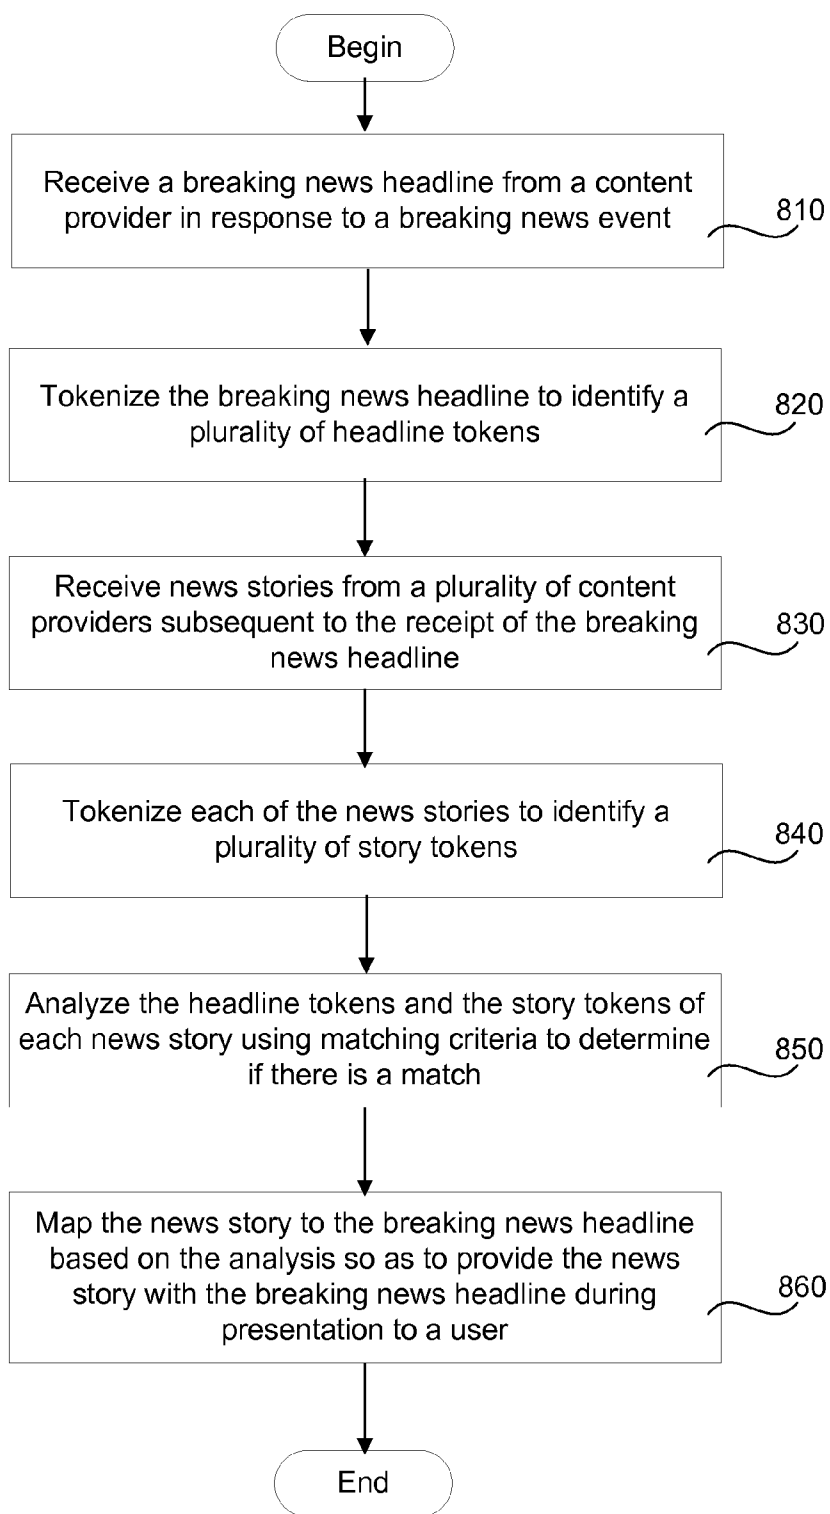 Begin
Receive a breaking news headline from a content
provider in response to a breaking news event
810
Tokenize the breaking news headline to identify a
plurality of headline tokens
820
Receive news stories from a plurality of content
providers subsequent to the receipt of the breaking
news headline
830
Tokenize each of the news stories to identify a
plurality of story tokens
840
Analyze the headline tokens and the story tokens of
each news story using matching criteria to determine
if there is a match
850
Map the news story to the breaking news headline
based on the analysis so as to provide the news
story with the breaking news headline during
presentation to a user
860
End